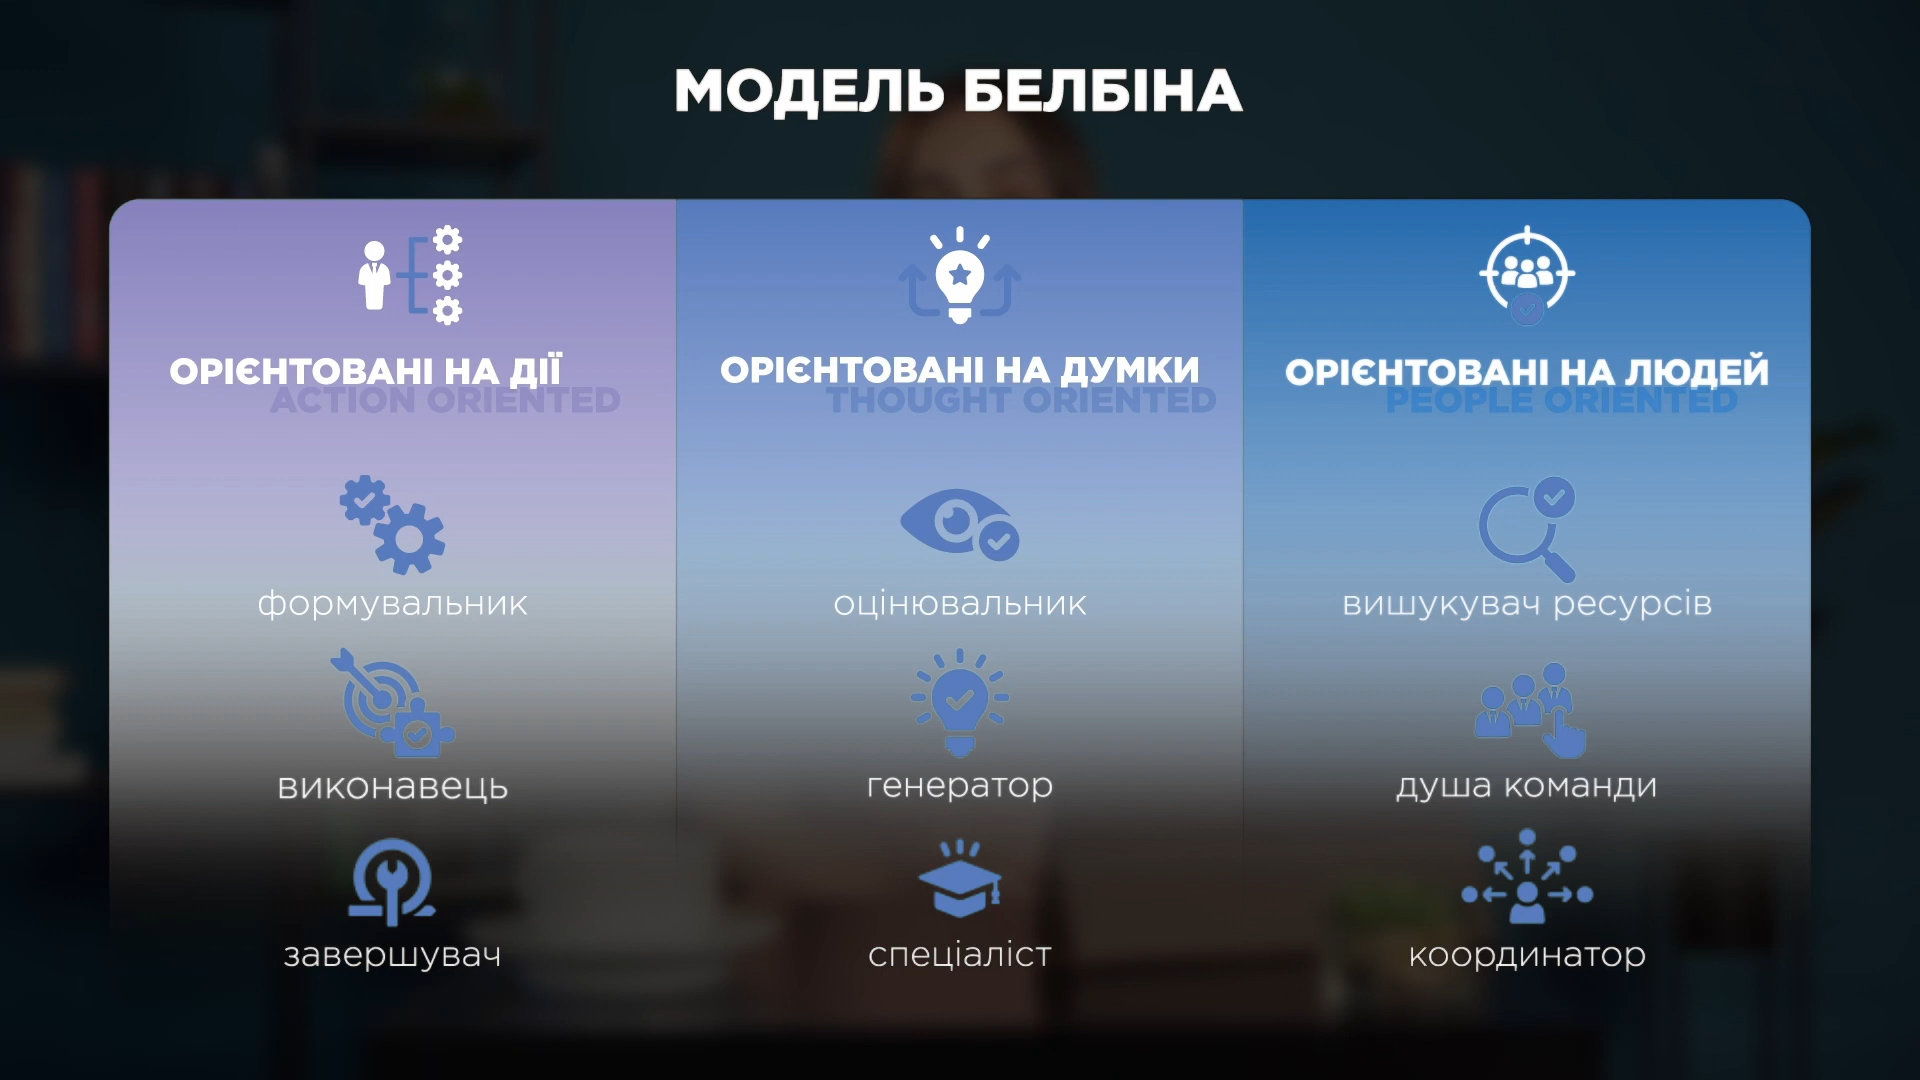 МОДЕЛЬ БЕЛБІНА
ОРІЄНТОВАНІ НА ДІЇ
ACTION ORIENTED
формувальник
виконавець
завершувач
ОРІЄНТОВАНІ НА ДУМКИ
THOUGHT ORIENTED
оцінювальник
генератор
спеціаліст
ОРІЄНТОВАНІ НА ЛЮДЕЙ
PEOPLE ORIENTED
вишукувач ресурсів
душа команди
координатор